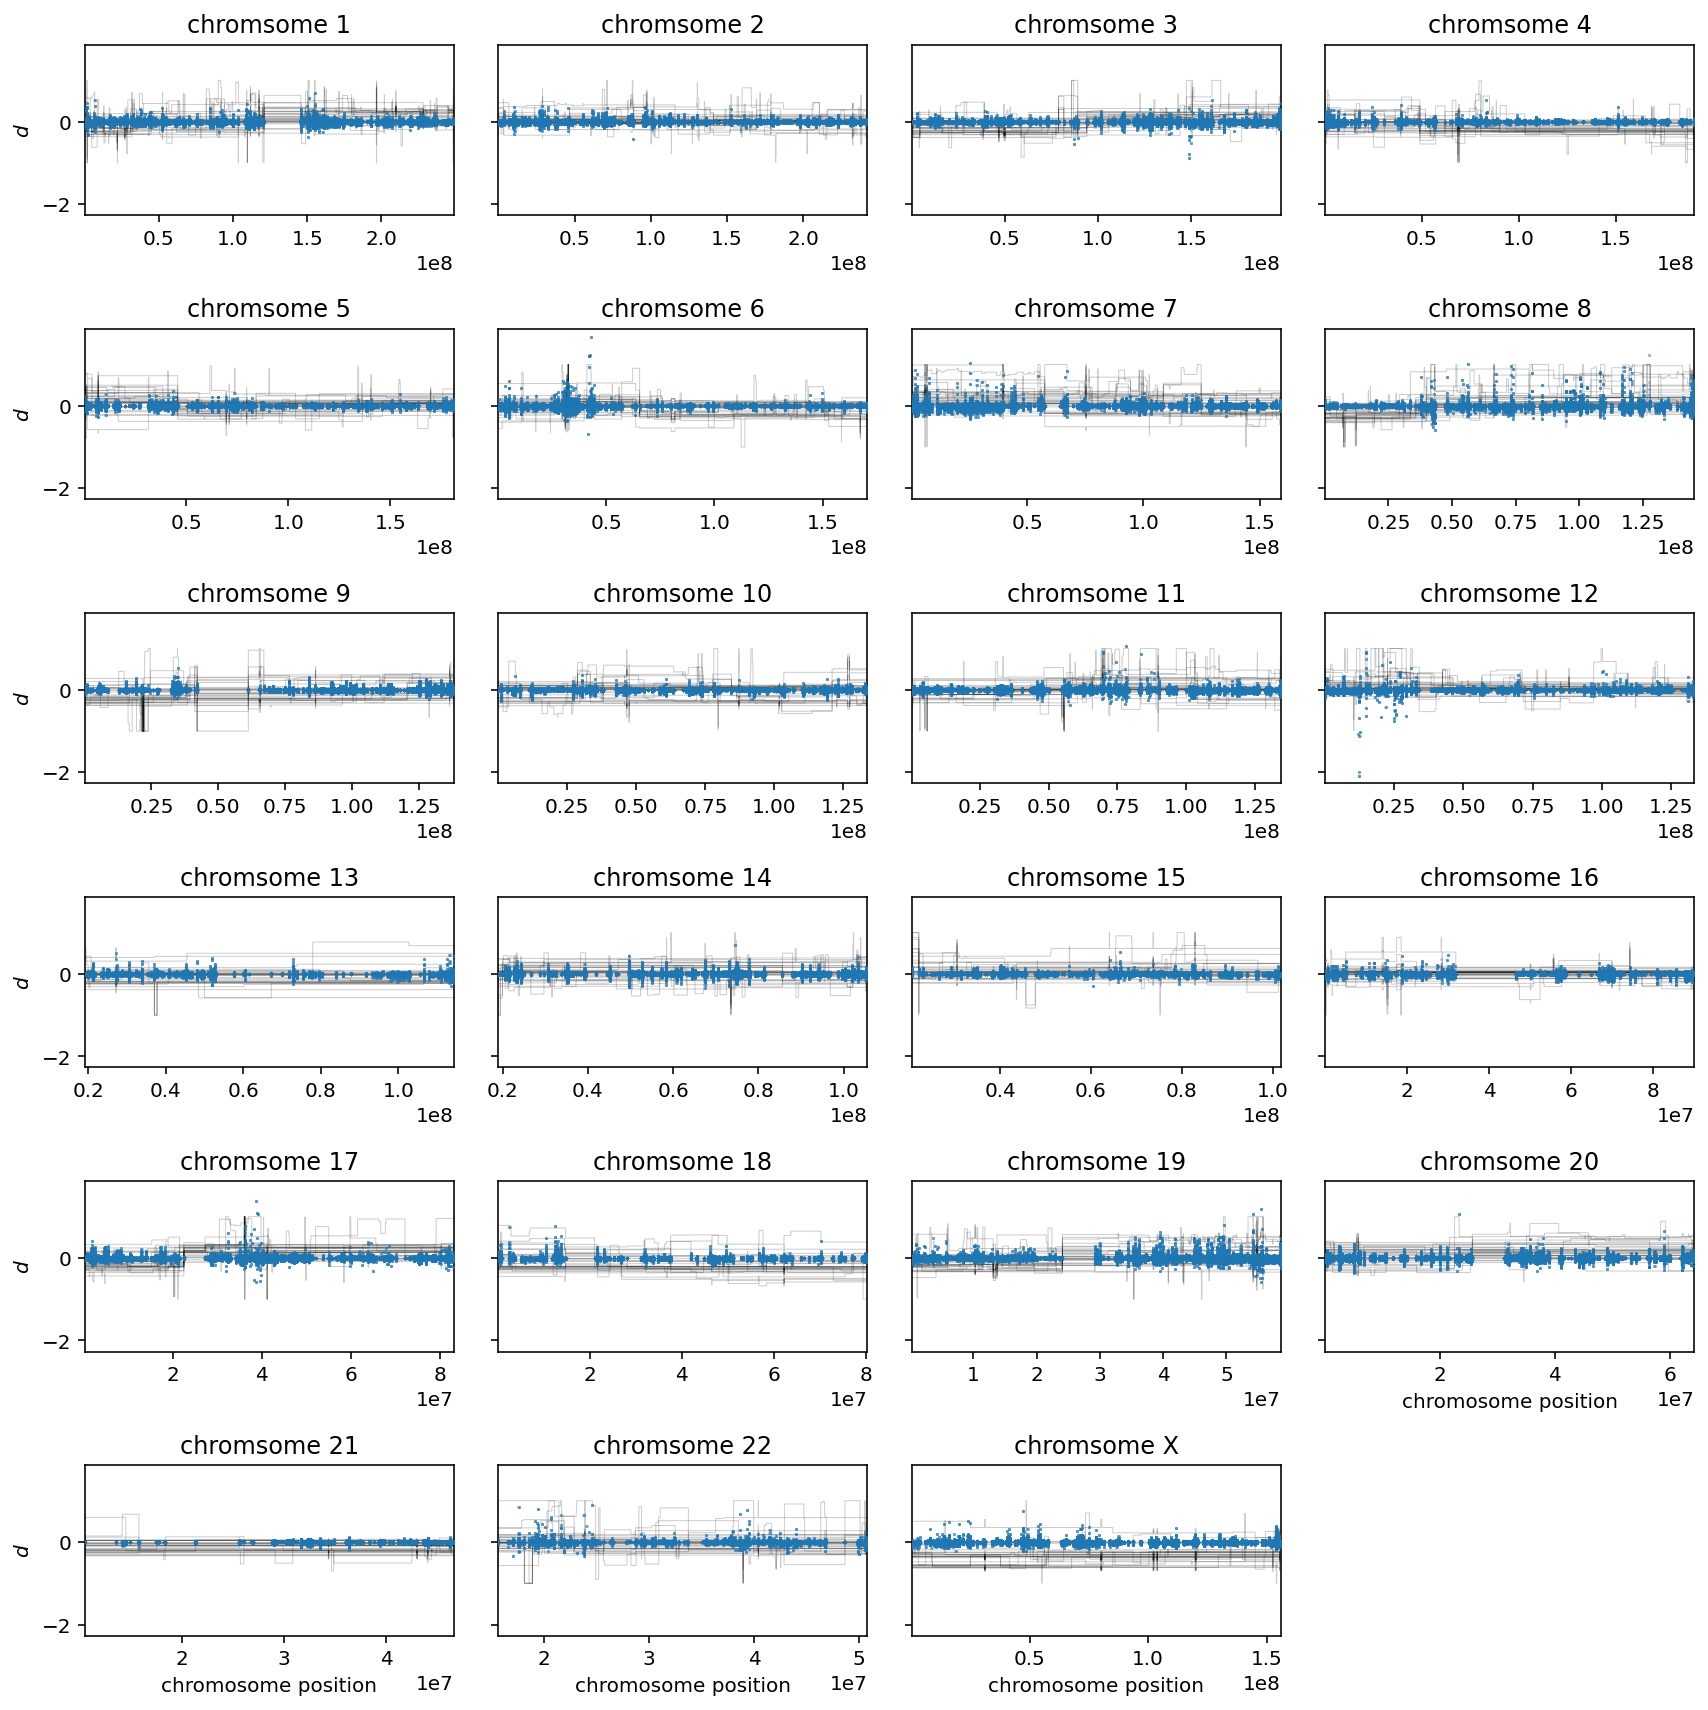 chromsome 1
chromsome 2
chromsome 3
chromsome 4
d
0
−2
0.5 1.0 1.5 2.0
1e8
0.5 1.0 1.5 2.0
1e8
0.5 1.0 1.5
1e8
0.5 1.0 1.5
1e8
chromsome 5
chromsome 6
chromsome 7
chromsome 8
d
0
−2
0.5 1.0 1.5
1e8
0.5 1.0 1.5
1e8
0.5 1.0 1.5
1e8
0.25 0.50 0.75 1.00 1.25
1e8
chromsome 9
chromsome 10
chromsome 11
chromsome 12
d
0
−2
0.25 0.50 0.75 1.00 1.25
1e8
0.25 0.50 0.75 1.00 1.25
1e8
0.25 0.50 0.75 1.00 1.25
1e8
0.25 0.50 0.75 1.00 1.25
1e8
chromsome 13
chromsome 14
chromsome 15
chromsome 16
d
0
−2
0.2 0.4 0.6 0.8 1.0
1e8
0.2 0.4 0.6 0.8 1.0
1e8
0.4 0.6 0.8 1.0
1e8
2 4 6 8
1e7
chromsome 17
chromsome 18
chromsome 19
chromsome 20
d
0
−2
2 4 6 8
1e7
2 4 6 8
1e7
1 2 3 4 5
1e7
2 4 6
chromosome position
1e7
chromsome 21
chromsome 22
chromsome X
d
0
−2
2 3 4
chromosome position
1e7
2 3 4 5
chromosome position
1e7
0.5 1.0 1.5
chromosome position
1e8